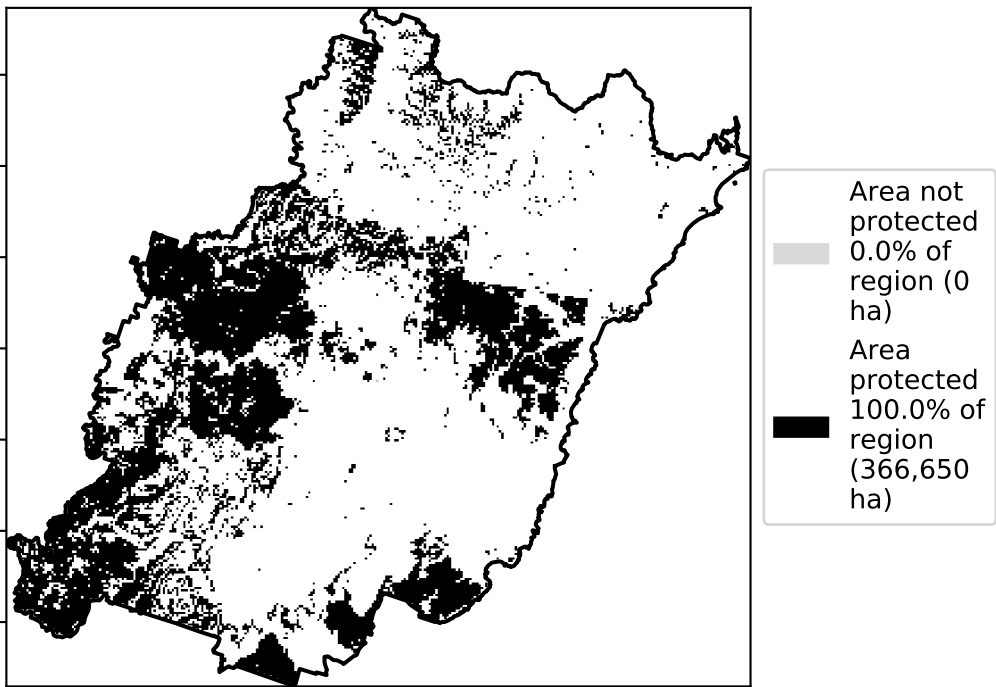 Area not
protected
0.0% of
region (0
ha)
Area
protected
100.0% of
region
(366,650
ha)